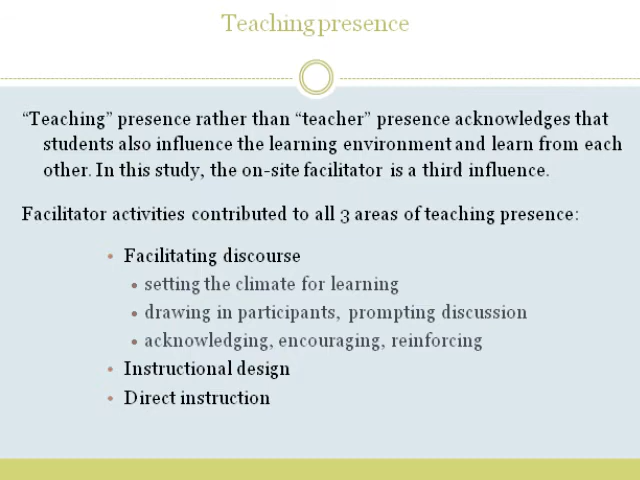 Teaching presence
“Teaching” presence rather than “teacher” presence acknowledges that
students also influence the learning environment and learn from each
other. In this study, the on-site facilitator is a third influence.
Facilitator activities contributed to all 3 areas of teaching presence:
• Facilitating discourse
• setting the climate for learning
• drawing in participants, prompting discussion
• acknowledging, encouraging, reinforcing
• Instructional design
• Direct instruction